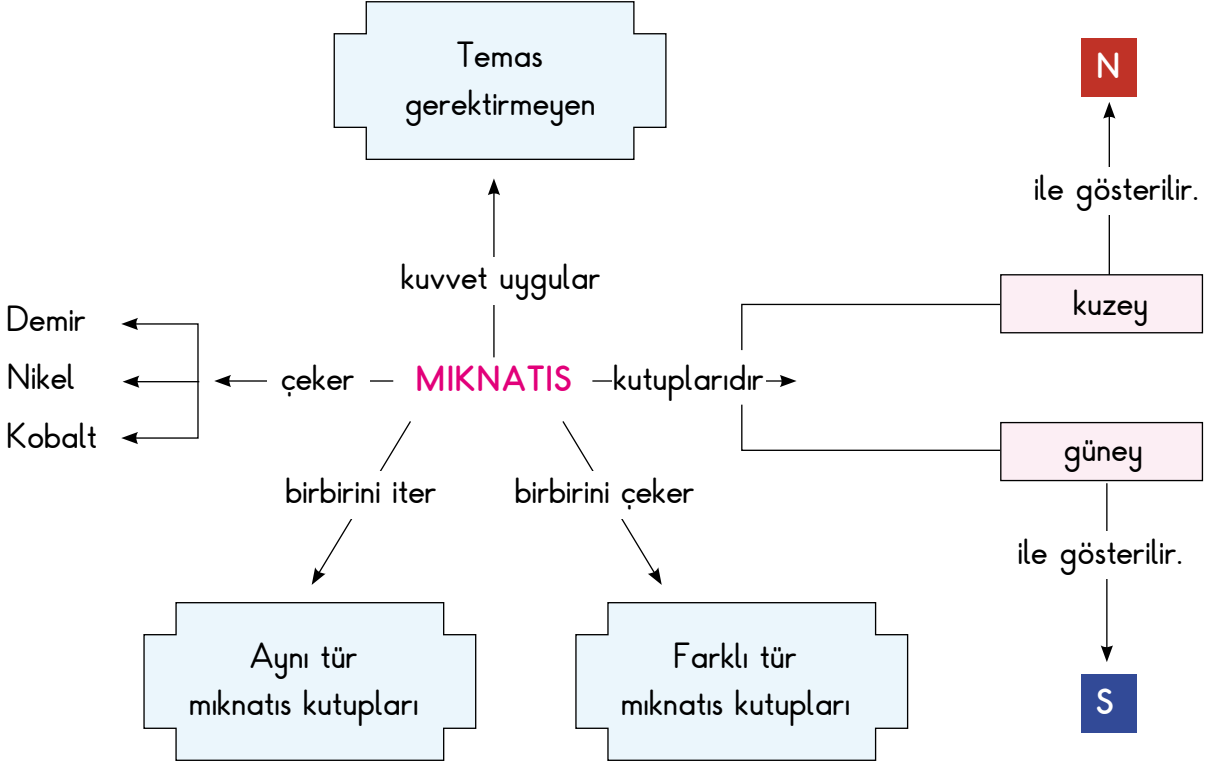 Temas
gerektirmeyen
N
ile gösterilir.
kuvvet uygular
kuzey
Demir
Nikel
Kobalt
çeker
MIKNATIS
kutuplarıdır
güney
birbirini iter
birbirini çeker
ile gösterilir.
Aynı tür
mıknatıs kutupları
Farklı tür
mıknatıs kutupları
S